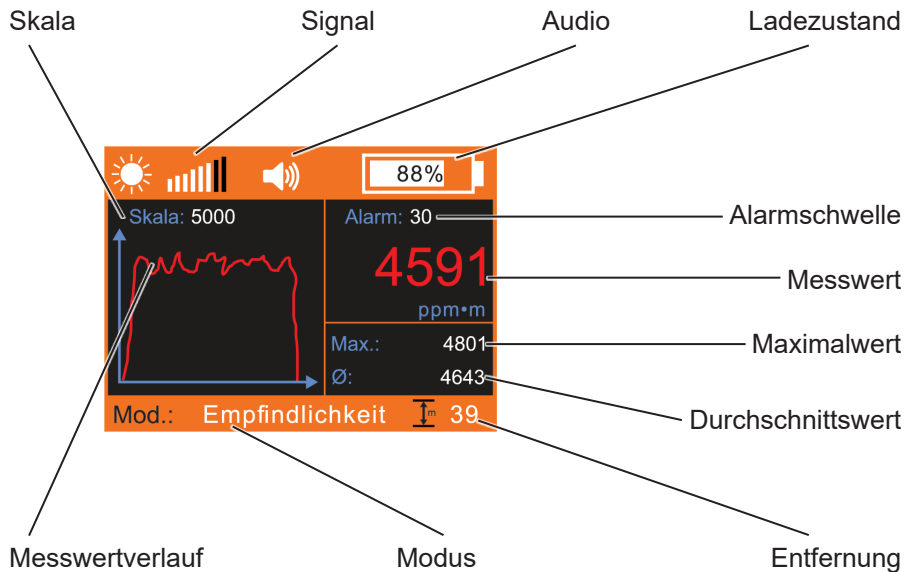 Skala
Signal
Audio
Ladezustand
88%
Skala: 5000
Alarm: 30
Alarmschwelle
4591
Messwert
ppm•m
Max.: 4801
Maximalwert
Ø: 4643
Durchschnittswert
Mod.: Empfindlichkeit m 39
Messwertverlauf
Modus
Entfernung